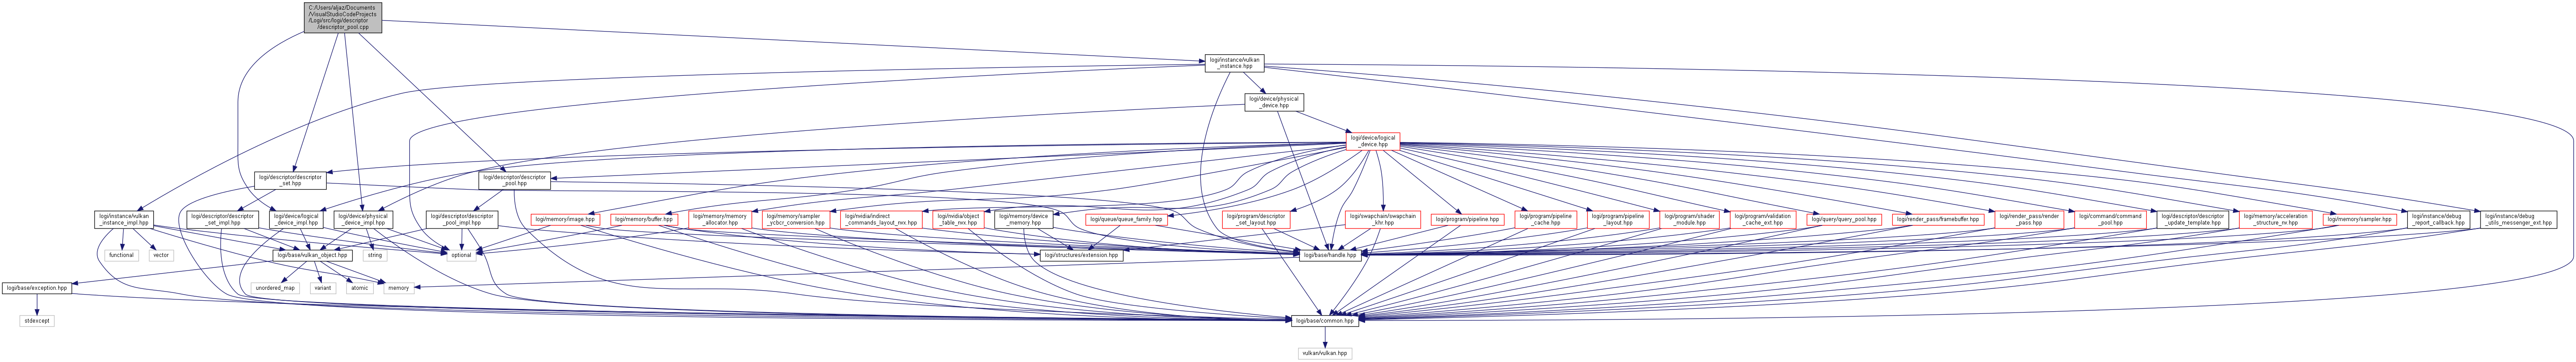 C:/Users/aljaz/Documents
/VisualStudioCodeProjects
/Logi/src/logi/descriptor
/descriptor_pool.cpp
logi/instance/vulkan
_instance.hpp
logi/device/physical
_device.hpp
logi/device/logical
_device.hpp
logi/descriptor/descriptor
_set.hpp
logi/descriptor/descriptor
_pool.hpp
logi/instance/vulkan
_instance_impl.hpp
logi/descriptor/descriptor
_set_impl.hpp
logi/device/logical
_device_impl.hpp
logi/device/physical
_device_impl.hpp
logi/descriptor/descriptor
_pool_impl.hpp
logi/memory/image.hpp
logi/memory/buffer.hpp
logi/memory/memory
_allocator.hpp
logi/memory/sampler
_ycbcr_conversion.hpp
logi/nvidia/indirect
_commands_layout_nvx.hpp
logi/nvidia/object
_table_nvx.hpp
logi/memory/device
_memory.hpp
logi/queue/queue_family.hpp
logi/program/descriptor
_set_layout.hpp
logi/swapchain/swapchain
_khr.hpp
logi/program/pipeline.hpp
logi/program/pipeline
_cache.hpp
logi/program/pipeline
_layout.hpp
logi/program/shader
_module.hpp
logi/program/validation
_cache_ext.hpp
logi/query/query_pool.hpp
logi/render_pass/framebuffer.hpp
logi/render_pass/render
_pass.hpp
logi/command/command
_pool.hpp
logi/descriptor/descriptor
_update_template.hpp
logi/memory/acceleration
_structure_nv.hpp
logi/memory/sampler.hpp
logi/instance/debug
_report_callback.hpp
logi/instance/debug
_utils_messenger_ext.hpp
functional
vector
logi/base/vulkan_object.hpp
string
optional
logi/structures/extension.hpp
logi/base/handle.hpp
logi/base/exception.hpp
unordered_map
variant
atomic
memory
stdexcept
logi/base/common.hpp
vulkan/vulkan.hpp